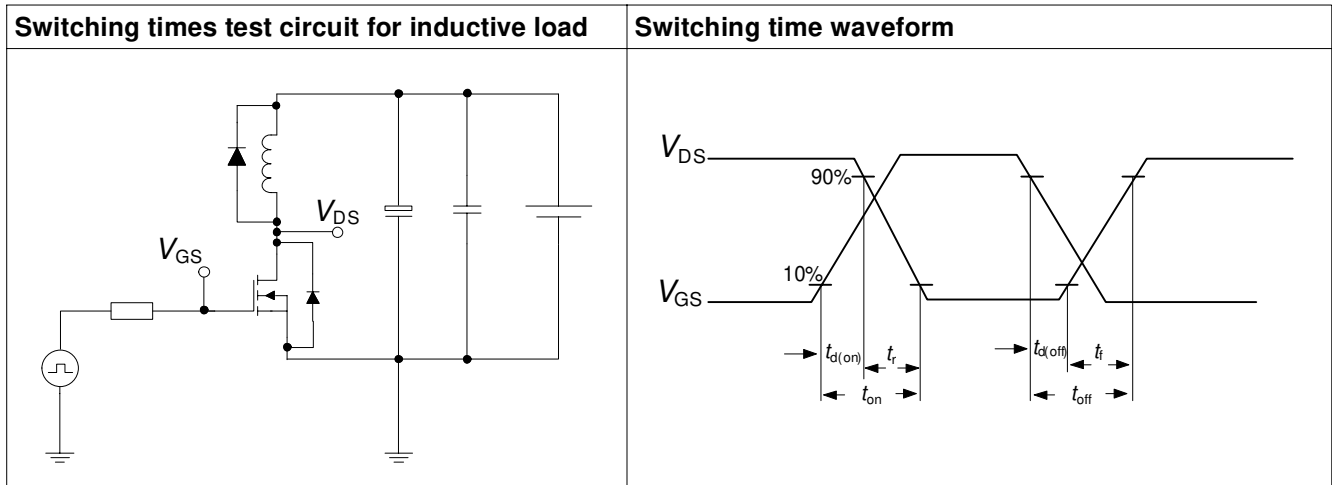 Switching times test circuit for inductive load
Switching time waveform
VDS
VGS
VDS
90%
10%
VGS
td(on)
tr
td(off)
tf
ton
toff